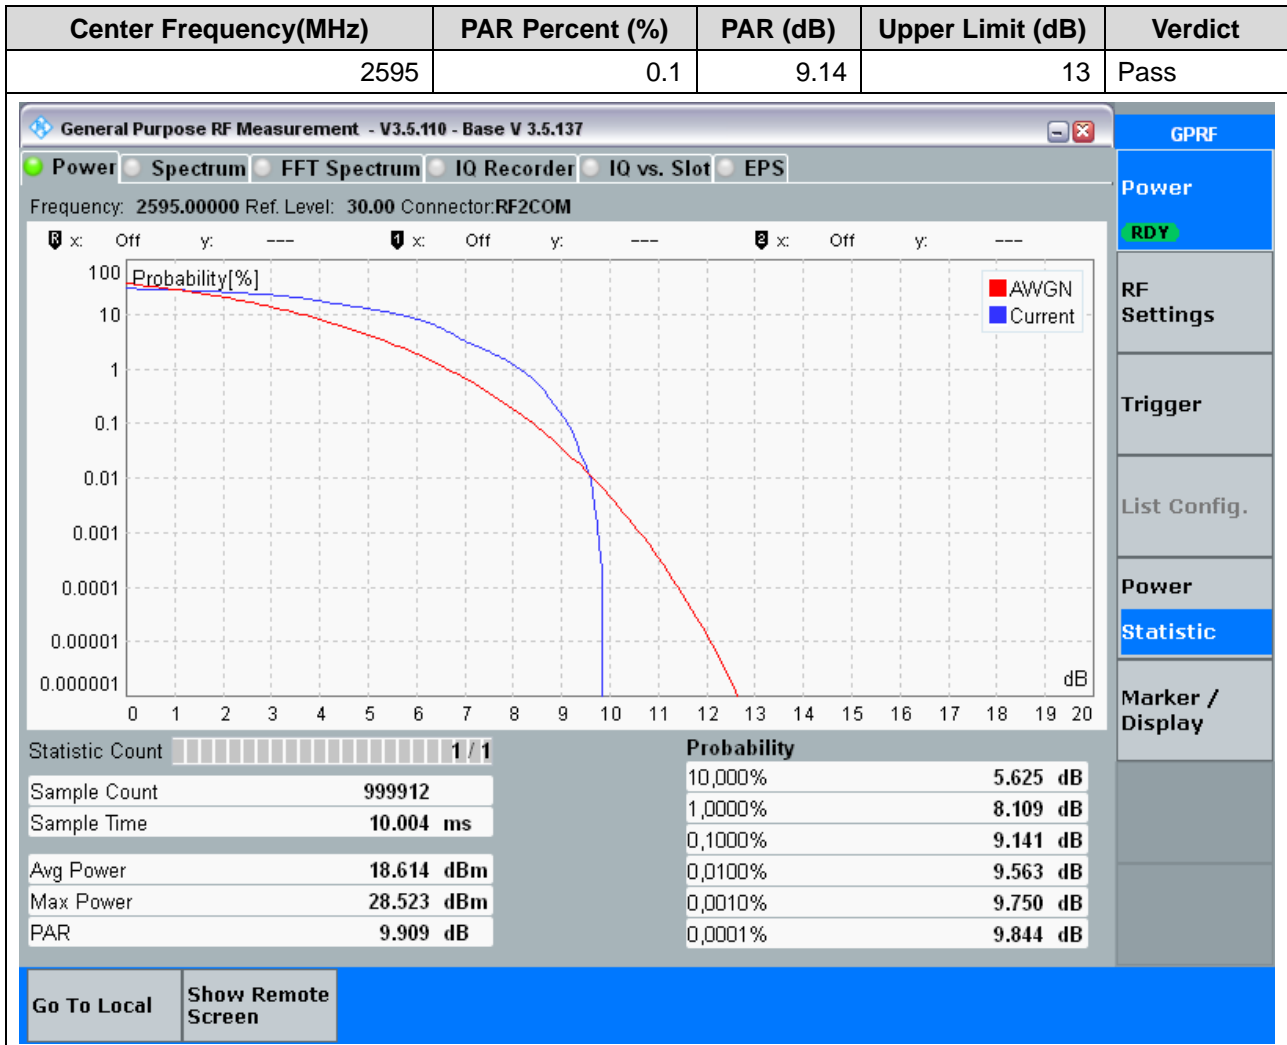 Center Frequency(MHz) PAR Percent (%) PAR (dB) Upper Limit (dB) Verdict
2595 0.1 9.14 13 Pass
General Purpose RF Measurement - V3.5.110 - Base V 3.5.137
GPRF
Power Spectrum FFT Spectrum IQ Recorder IQ vs. Slot EPS
Power
RDY
Frequency: 2595.00000 Ref. Level: 30.00 Connector:RF2COM
R x: Off y: --- 1 x: Off y: --- 2 x: Off y: ---
Probability[%]
AWGN
Current
100
10
1
0.1
0.01
0.001
0.0001
0.00001
0.000001
dB
0 1 2 3 4 5 6 7 8 9 10 11 12 13 14 15 16 17 18 19 20
RF
Settings
Trigger
List Config.
Power
Statistic
Marker /
Display
Statistic Count 1 / 1
Sample Count 999912
Sample Time 10.004 ms
Avg Power 18.614 dBm
Max Power 28.523 dBm
PAR 9.909 dB
Probability
10,000% 5.625 dB
1,0000% 8.109 dB
0,1000% 9.141 dB
0,0100% 9.563 dB
0,0010% 9.750 dB
0,0001% 9.844 dB
Go To Local
Show Remote
Screen